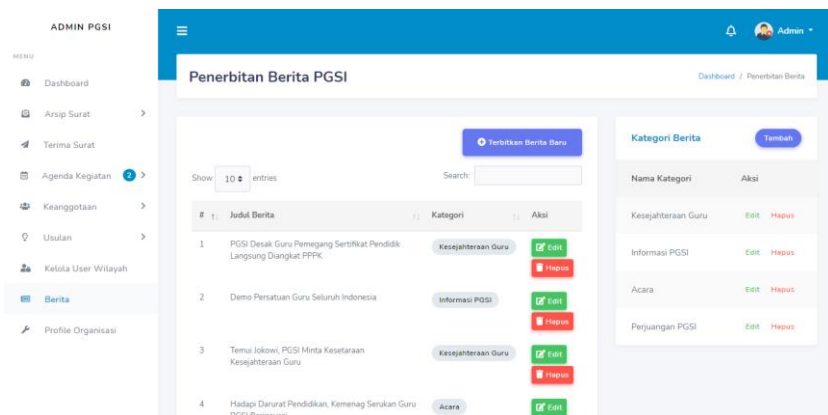 ADMIN PGSI
Admin
MENU
Dashboard
Arsip Surat
Terima Surat
Agenda Kegiatan 2
Keanggotaan
Usulan
Kelola User Wilayah
Berita
Profile Organisasi
Penerbitan Berita PGSI
Dashboard / Penerbitan Berita
Terbitkan Berita Baru
Show 10 entries
Search:
# Judul Berita Kategori Aksi
1 PGSI Desak Guru Pemegang Sertifikat Pendidik Kesejahteraan Guru Edit
Langsung Diangkat PPPK
Hapus
2 Demo Persatuan Guru Seluruh Indonesia Informasi PGSI Edit
Hapus
3 Temui Jokowi, PGSI Minta Kesetaraan Kesejahteraan Guru Edit
Kesejahteraan Guru
Hapus
4 Hadapi Darurat Pendidikan, Kemenag Serukan Guru Acara Edit
Kategori Berita Tambah
Nama Kategori Aksi
Kesejahteraan Guru Edit Hapus
Informasi PGSI Edit Hapus
Acara Edit Hapus
Perjuangan PGSI Edit Hapus